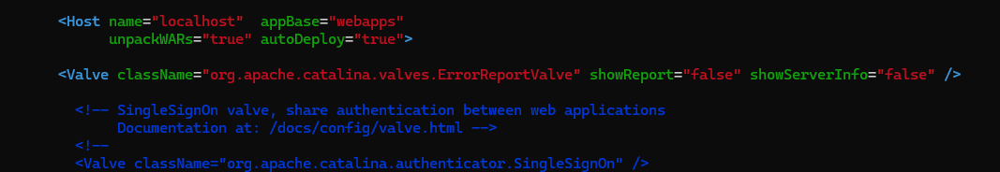 <Host name="localhost"  appBase="webapps"
      unpackWARs="true" autoDeploy="true">
<Valve className="org.apache.catalina.valves.ErrorReportValve" showReport="false" showServerInfo="false" />
  <!-- SingleSignOn valve, share authentication between web applications
       Documentation at: /docs/config/valve.html -->
  <!--
  <Valve className="org.apache.catalina.authenticator.SingleSignOn" />